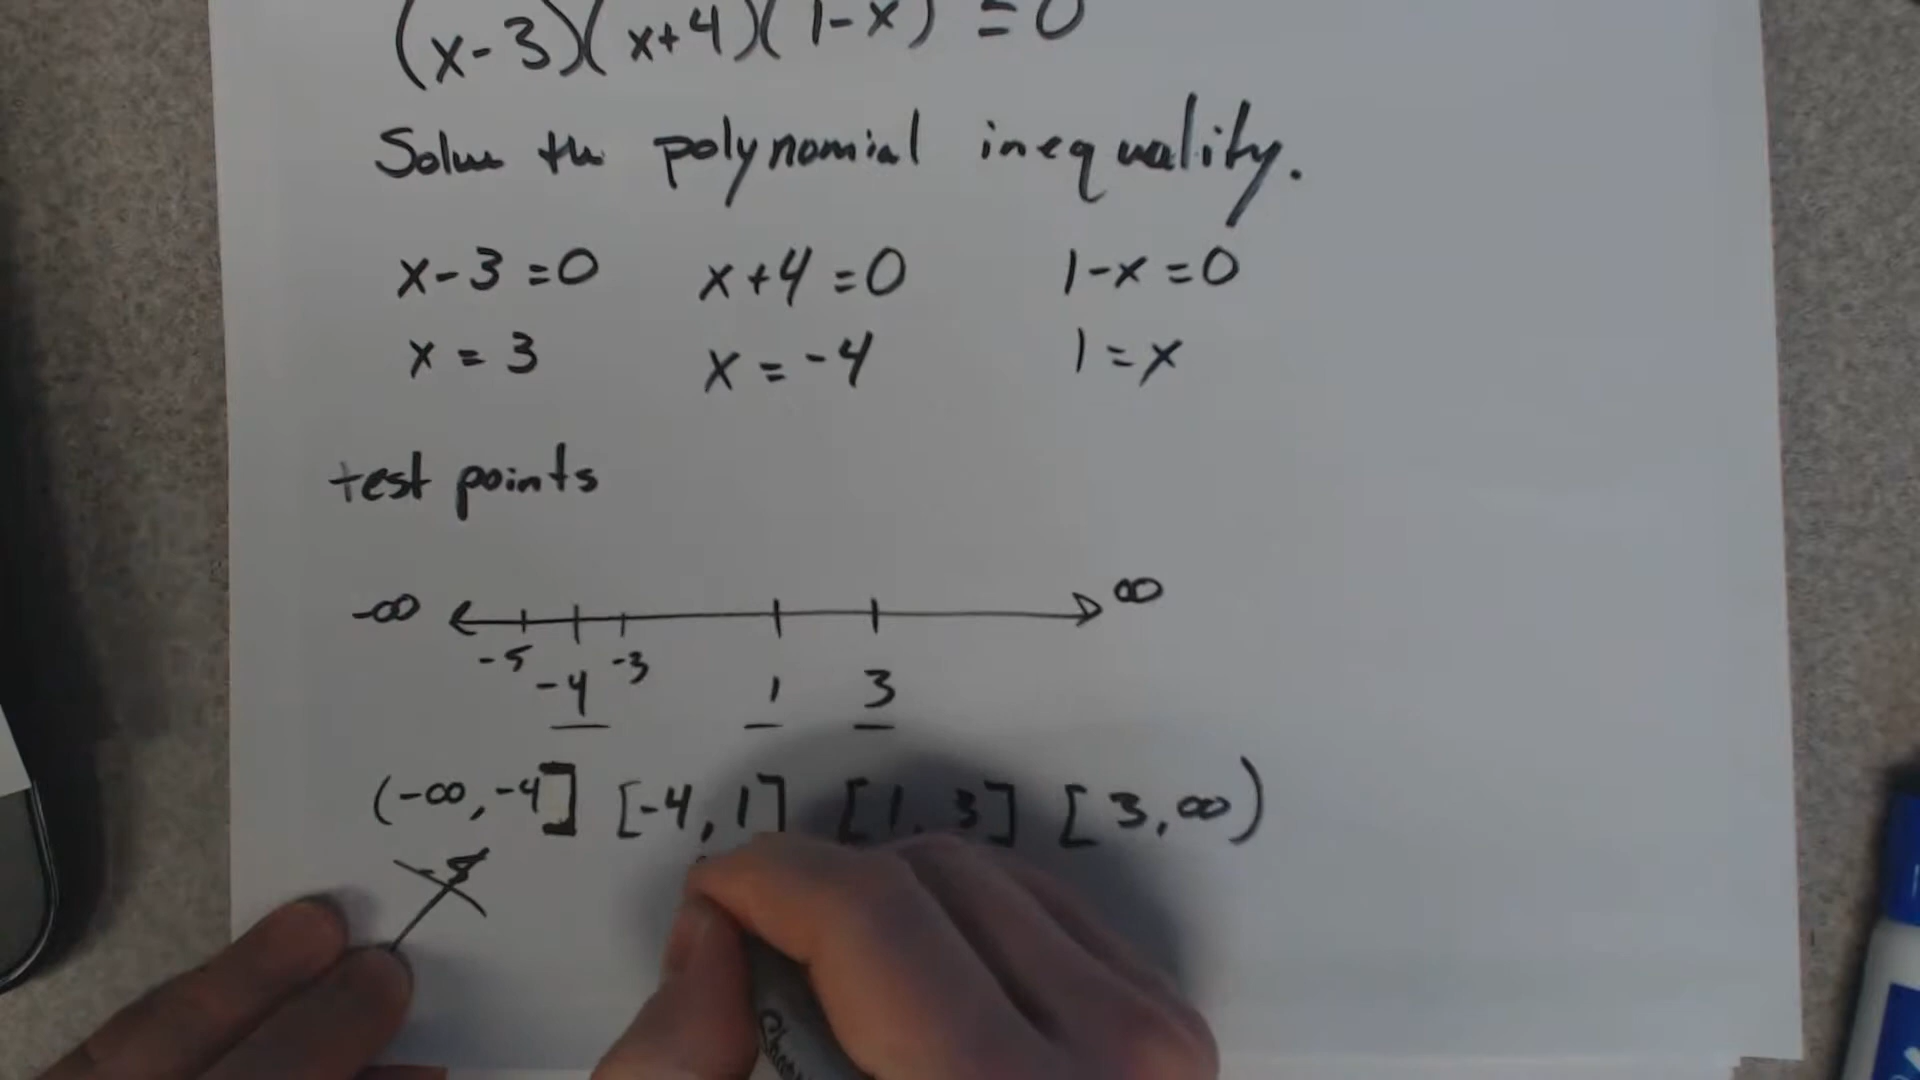 (x-3)(x+4)(1-x) = 0
Solve the polynomial inequality.
x-3=0 x+4=0 1-x=0
x=3 x=-4 1=x
test points
-∞ ∞
-5 -4 -3 1 3
(-∞,-4] [-4,1] [1,3] [3,∞)